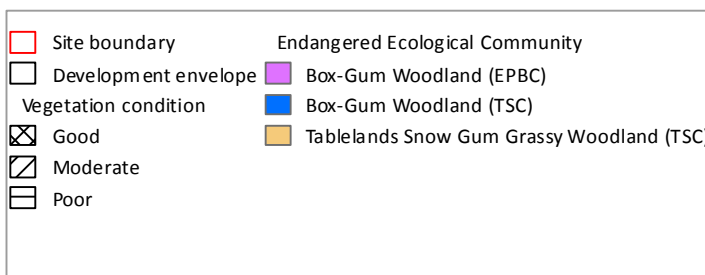 Site boundary
Development envelope
Vegetation condition
Good
Moderate
Poor
Endangered Ecological Community
Box-Gum Woodland (EPBC)
Box-Gum Woodland (TSC)
Tablelands Snow Gum Grassy Woodland (TSC)